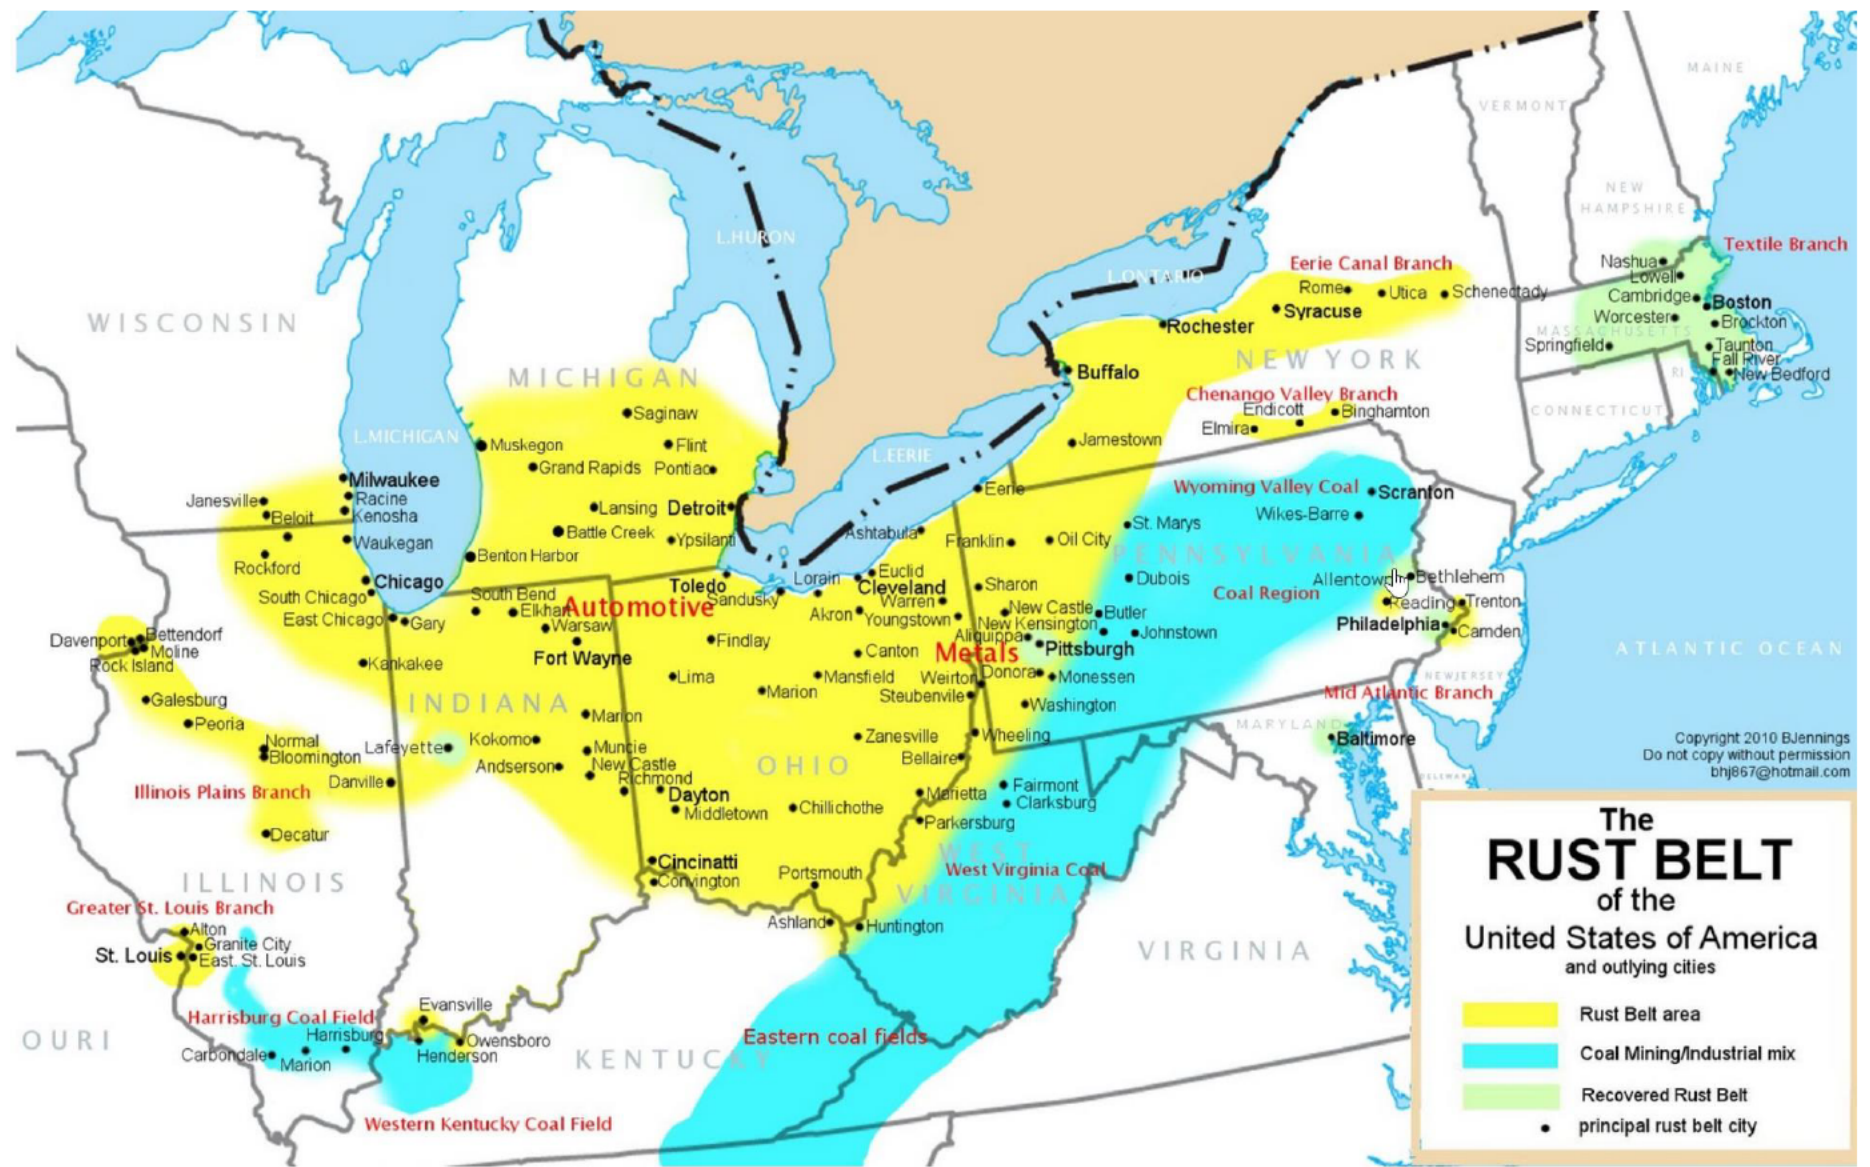 MAINE
VERMONT
NEW
HAMPSHIRE
Textile Branch
L.HURON
Nashua
Lowell
Eerie Canal Branch
L.ONTARIO
Rome
Utica
Schenectady
Cambridge
Boston
Syracuse
Worcester
Brockton
WISCONSIN
Rochester
MASSACHUSETTS
Springfield
Taunton
Fall River
NEW YORK
RI
New Bedford
MICHIGAN
Buffalo
Chenango Valley Branch
Endicott
Binghamton
CONNECTICUT
Saginaw
Elmira
L.MICHIGAN
Muskegon
Flint
Jamestown
L.EERIE
Grand Rapids
Pontiac
Milwaukee
Eerie
Wyoming Valley Coal
Scranton
Janesville
Racine
Lansing
Detroit
Beloit
Kenosha
Wikes-Barre
St. Marys
Battle Creek
Ypsilanti
Ashtabula
Franklin
Oil City
Waukegan
Benton Harbor
PENNSYLVANIA
Rockford
Chicago
Toledo
Lorain
Euclid
Cleveland
Sharon
Dubois
Allentown
Bethlehem
South Chicago
South Bend
Elkhart
Automotive
Sandusky
Warren
Coal Region
Reading
Trenton
East Chicago
Gary
Warsaw
Akron
Youngstown
New Castle
Butler
New Kensington
Philadelphia
Camden
Davenport
Bettendorf
Moline
Rock Island
Findlay
Aliquippa
Johnstown
Kankakee
Fort Wayne
Canton
Metals
Pittsburgh
ATLANTIC OCEAN
Lima
Mansfield
Weirton
Donora
Monessen
NEW JERSEY
Galesburg
INDIANA
Marion
Steubenville
Mid Atlantic Branch
Peoria
Marion
Washington
MARYLAND
Normal
Bloomington
Lafeyette
Kokomo
Muncie
Zanesville
Wheeling
Baltimore
Copyright 2010 BJennings
Do not copy without permission
bhj867@hotmail.com
Andserson
New Castle
OHIO
Bellaire
Danville
Richmond
Illinois Plains Branch
Dayton
Marietta
Fairmont
Middletown
Chillichothe
Clarksburg
Decatur
Parkersburg
Cincinatti
WEST
VIRGINIA
West Virginia Coal
ILLINOIS
Convington
Portsmouth
Greater St. Louis Branch
Ashland
Huntington
Alton
Granite City
St. Louis
East. St. Louis
VIRGINIA
Evansville
Harrisburg Coal Field
Harrisburg
Owensboro
OURI
Carbondale
Marion
Henderson
KENTUCKY
Eastern coal fields
Western Kentucky Coal Field
The
RUST BELT
of the
United States of America
and outlying cities
Rust Belt area
Coal Mining/Industrial mix
Recovered Rust Belt
principal rust belt city